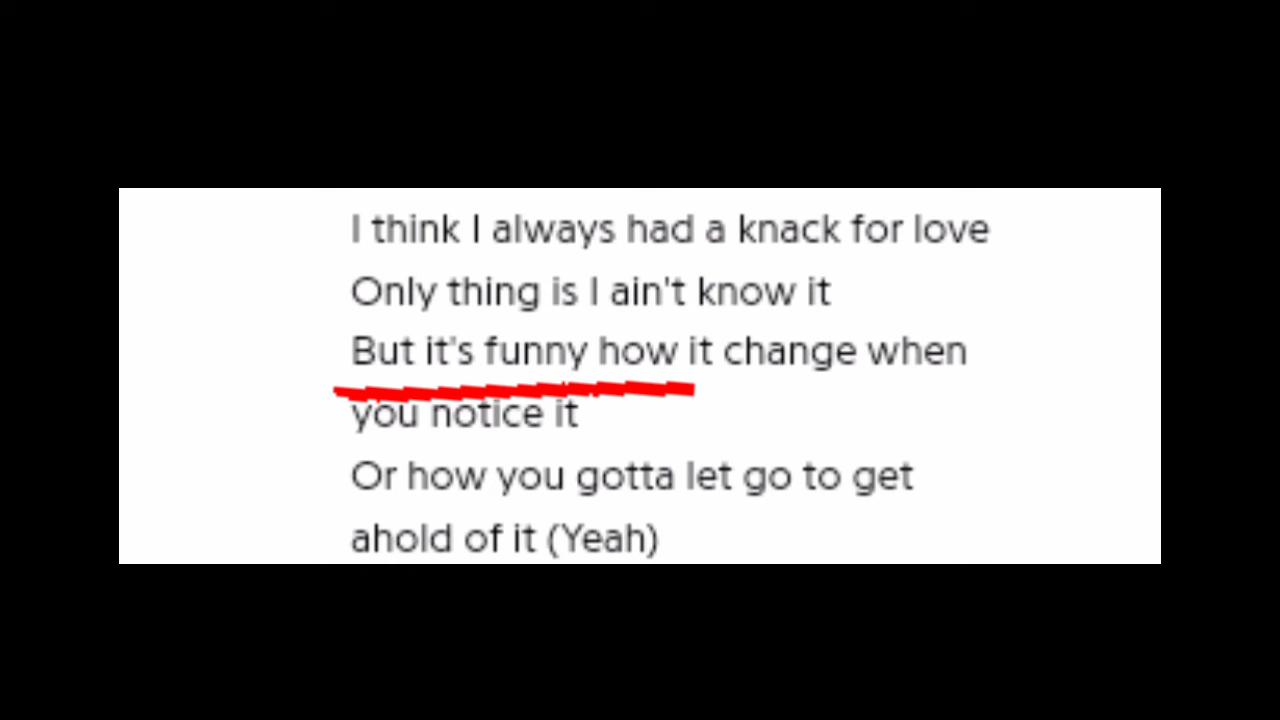 I think I always had a knack for love
Only thing is I ain't know it
But it's funny how it change when
you notice it
Or how you gotta let go to get
ahold of it (Yeah)